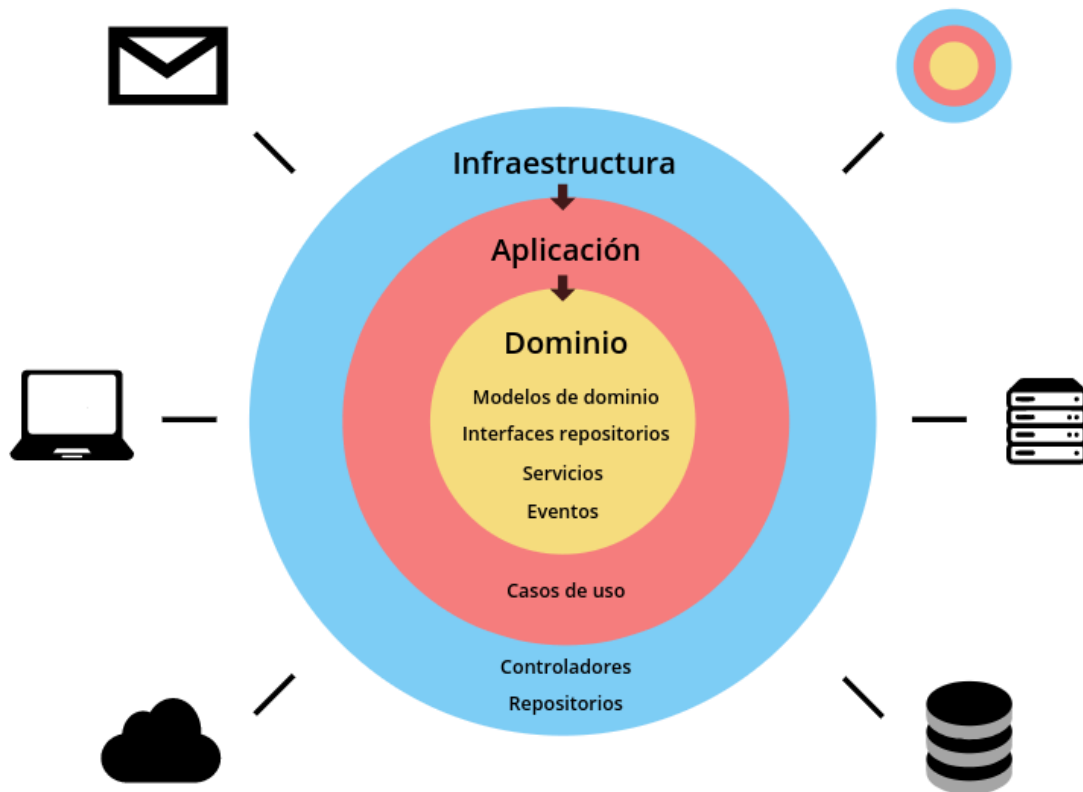 Infraestructura
Aplicación
Dominio
Modelos de dominio
Interfaces repositorios
Servicios
Eventos
Casos de uso
Controladores
Repositorios